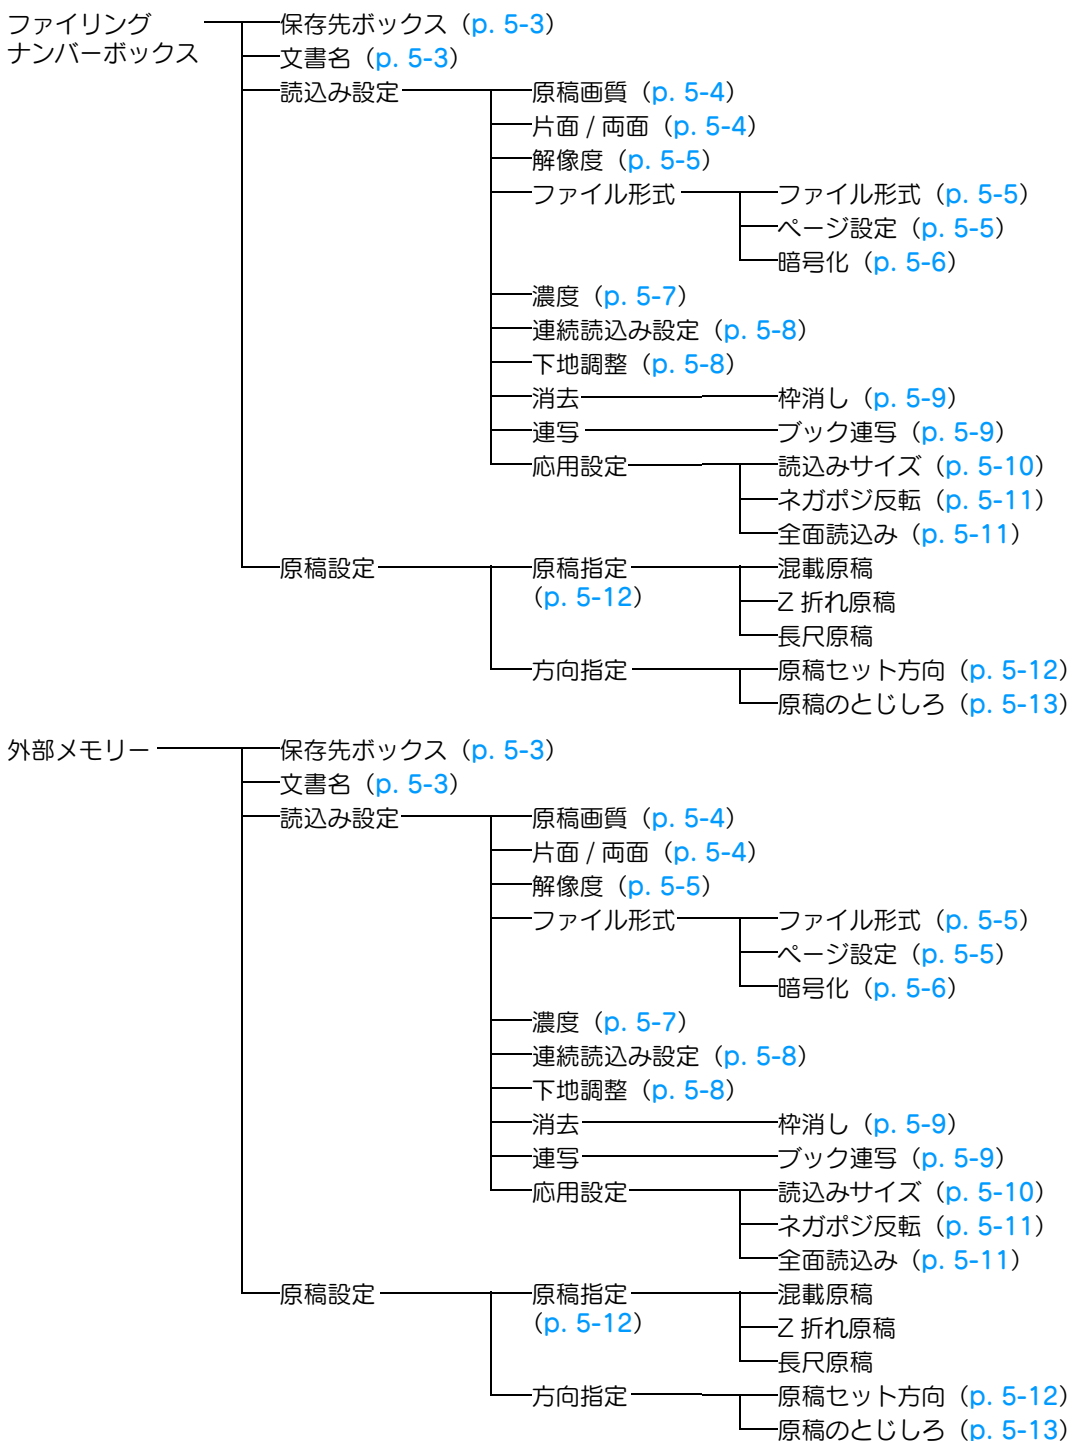 ファイリング
ナンバーボックス
保存先ボックス（p. 5-3）
文書名（p. 5-3）
読込み設定
原稿画質（p. 5-4）
片面 / 両面（p. 5-4）
解像度（p. 5-5）
ファイル形式
ファイル形式（p. 5-5）
ページ設定（p. 5-5）
暗号化（p. 5-6）
濃度（p. 5-7）
連続読込み設定（p. 5-8）
下地調整（p. 5-8）
消去
枠消し（p. 5-9）
連写
ブック連写（p. 5-9）
応用設定
読込みサイズ（p. 5-10）
ネガポジ反転（p. 5-11）
全面読込み（p. 5-11）
原稿設定
原稿指定
（p. 5-12）
混載原稿
Z 折れ原稿
長尺原稿
方向指定
原稿セット方向（p. 5-12）
原稿のとじしろ（p. 5-13）
外部メモリー
保存先ボックス（p. 5-3）
文書名（p. 5-3）
読込み設定
原稿画質（p. 5-4）
片面 / 両面（p. 5-4）
解像度（p. 5-5）
ファイル形式
ファイル形式（p. 5-5）
ページ設定（p. 5-5）
暗号化（p. 5-6）
濃度（p. 5-7）
連続読込み設定（p. 5-8）
下地調整（p. 5-8）
消去
枠消し（p. 5-9）
連写
ブック連写（p. 5-9）
応用設定
読込みサイズ（p. 5-10）
ネガポジ反転（p. 5-11）
全面読込み（p. 5-11）
原稿設定
原稿指定
（p. 5-12）
混載原稿
Z 折れ原稿
長尺原稿
方向指定
原稿セット方向（p. 5-12）
原稿のとじしろ（p. 5-13）